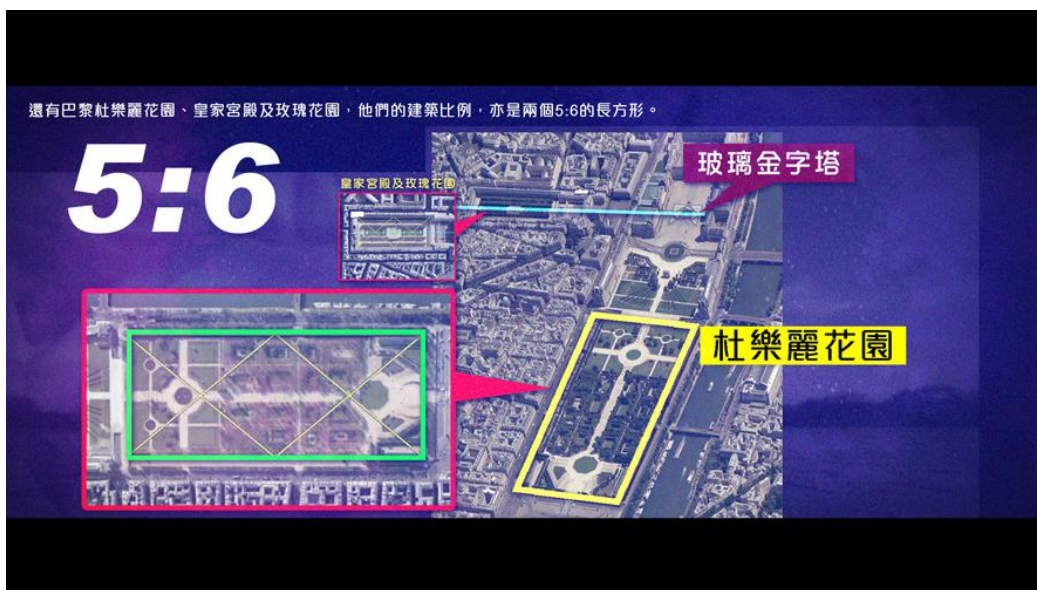 還有巴黎杜樂麗花園、皇家宮殿及玫瑰花園，他們的建築比例，亦是兩個5:6的長方形。
5:6
玻璃金字塔
皇家宮殿及玫瑰花園
杜樂麗花園